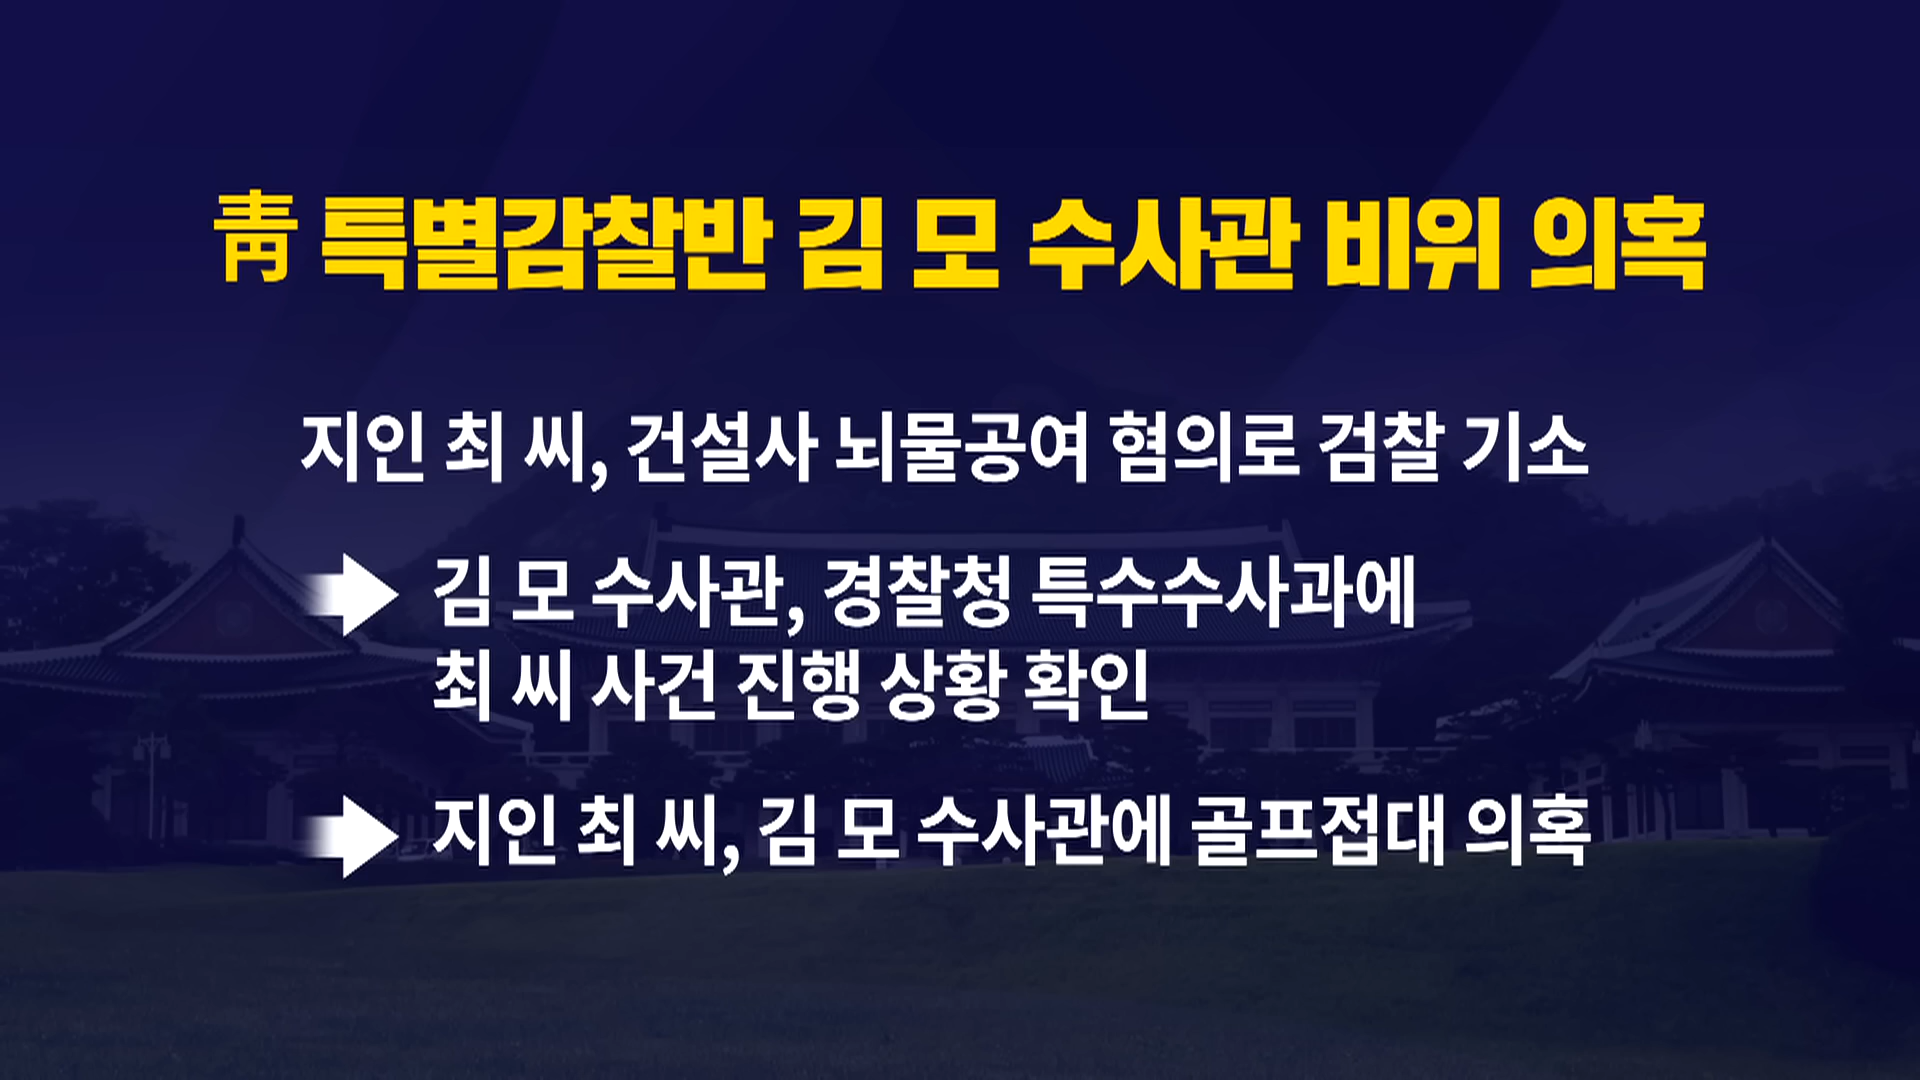 靑 특별감찰반 김 모 수사관 비위 의혹
지인 최 씨, 건설사 뇌물공여 혐의로 검찰 기소
김 모 수사관, 경찰청 특수수사과에
최 씨 사건 진행 상황 확인
지인 최 씨, 김 모 수사관에 골프접대 의혹